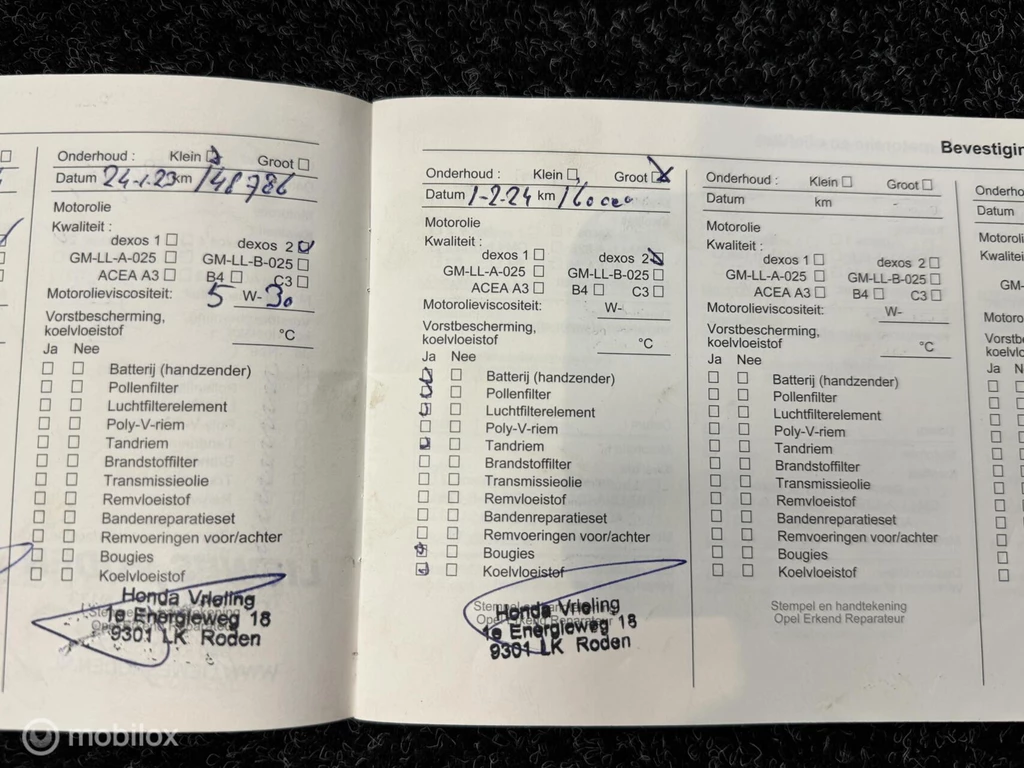 Onderhoud : Klein Groot
Datum 24-1-23 km 148786
Motorolie
Kwaliteit :
dexos 1 dexos 2
GM-LL-A-025 GM-LL-B-025
ACEA A3 B4 C3
Motorolieviscositeit: 5 W- 30
Vorstbescherming,
koelvloeistof °C
Ja Nee
Batterij (handzender)
Pollenfilter
Luchtfilterelement
Poly-V-riem
Tandriem
Brandstoffilter
Transmissieolie
Remvloeistof
Bandenreparatieset
Remvoeringen voor/achter
Bougies
Koelvloeistof
Honda Vrieling
1e Energieweg 18
9301 LK Roden
Bevestigin
Onderhoud : Klein Groot
Datum 1-2-24 km
Motorolie
Kwaliteit :
dexos 1 dexos 2
GM-LL-A-025 GM-LL-B-025
ACEA A3 B4 C3
Motorolieviscositeit: W-
Vorstbescherming,
koelvloeistof °C
Ja Nee
Batterij (handzender)
Pollenfilter
Luchtfilterelement
Poly-V-riem
Tandriem
Brandstoffilter
Transmissieolie
Remvloeistof
Bandenreparatieset
Remvoeringen voor/achter
Bougies
Koelvloeistof
Honda Vrieling
1e Energieweg 18
9301 LK Roden
Onderhoud : Klein Groot
Datum km
Motorolie
Kwaliteit :
dexos 1 dexos 2
GM-LL-A-025 GM-LL-B-025
ACEA A3 B4 C3
Motorolieviscositeit: W-
Vorstbescherming,
koelvloeistof °C
Ja Nee
Batterij (handzender)
Pollenfilter
Luchtfilterelement
Poly-V-riem
Tandriem
Brandstoffilter
Transmissieolie
Remvloeistof
Bandenreparatieset
Remvoeringen voor/achter
Bougies
Koelvloeistof
Stempel en handtekening
Opel Erkend Reparateur
Onderho
Datum
Motoroli
Kwaliteit
GM-
Motoro
Vorstb
koelvlo
Ja N
mobilox